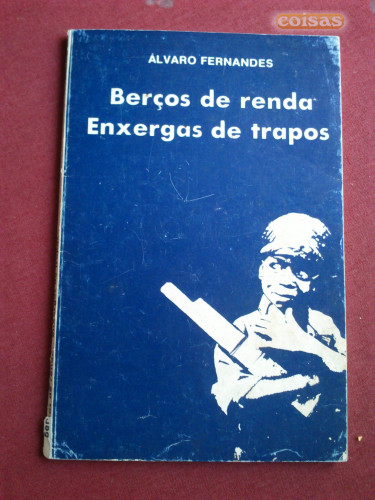 coisas
ÁLVARO FERNANDES
Berços de renda
Enxergas de trapos